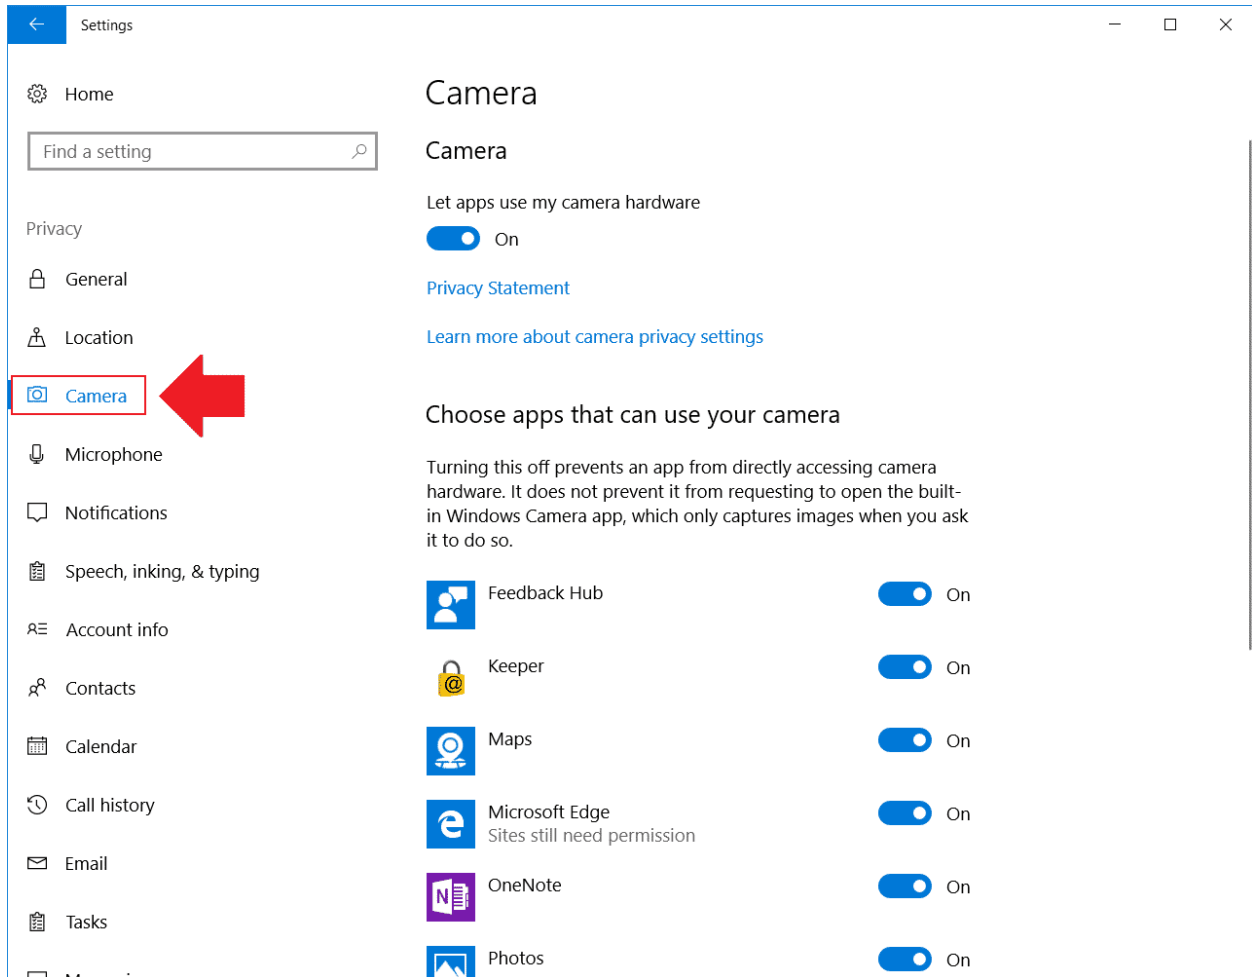 Settings
Home
Find a setting
Privacy
General
Location
Camera
Microphone
Notifications
Speech, inking, & typing
Account info
Contacts
Calendar
Call history
Email
Tasks
Camera
Camera
Let apps use my camera hardware
On
Privacy Statement
Learn more about camera privacy settings
Choose apps that can use your camera
Turning this off prevents an app from directly accessing camera
hardware. It does not prevent it from requesting to open the built-
in Windows Camera app, which only captures images when you ask
it to do so.
Feedback Hub On
@
Keeper On
Maps On
Microsoft Edge On
Sites still need permission
N
OneNote On
Photos On